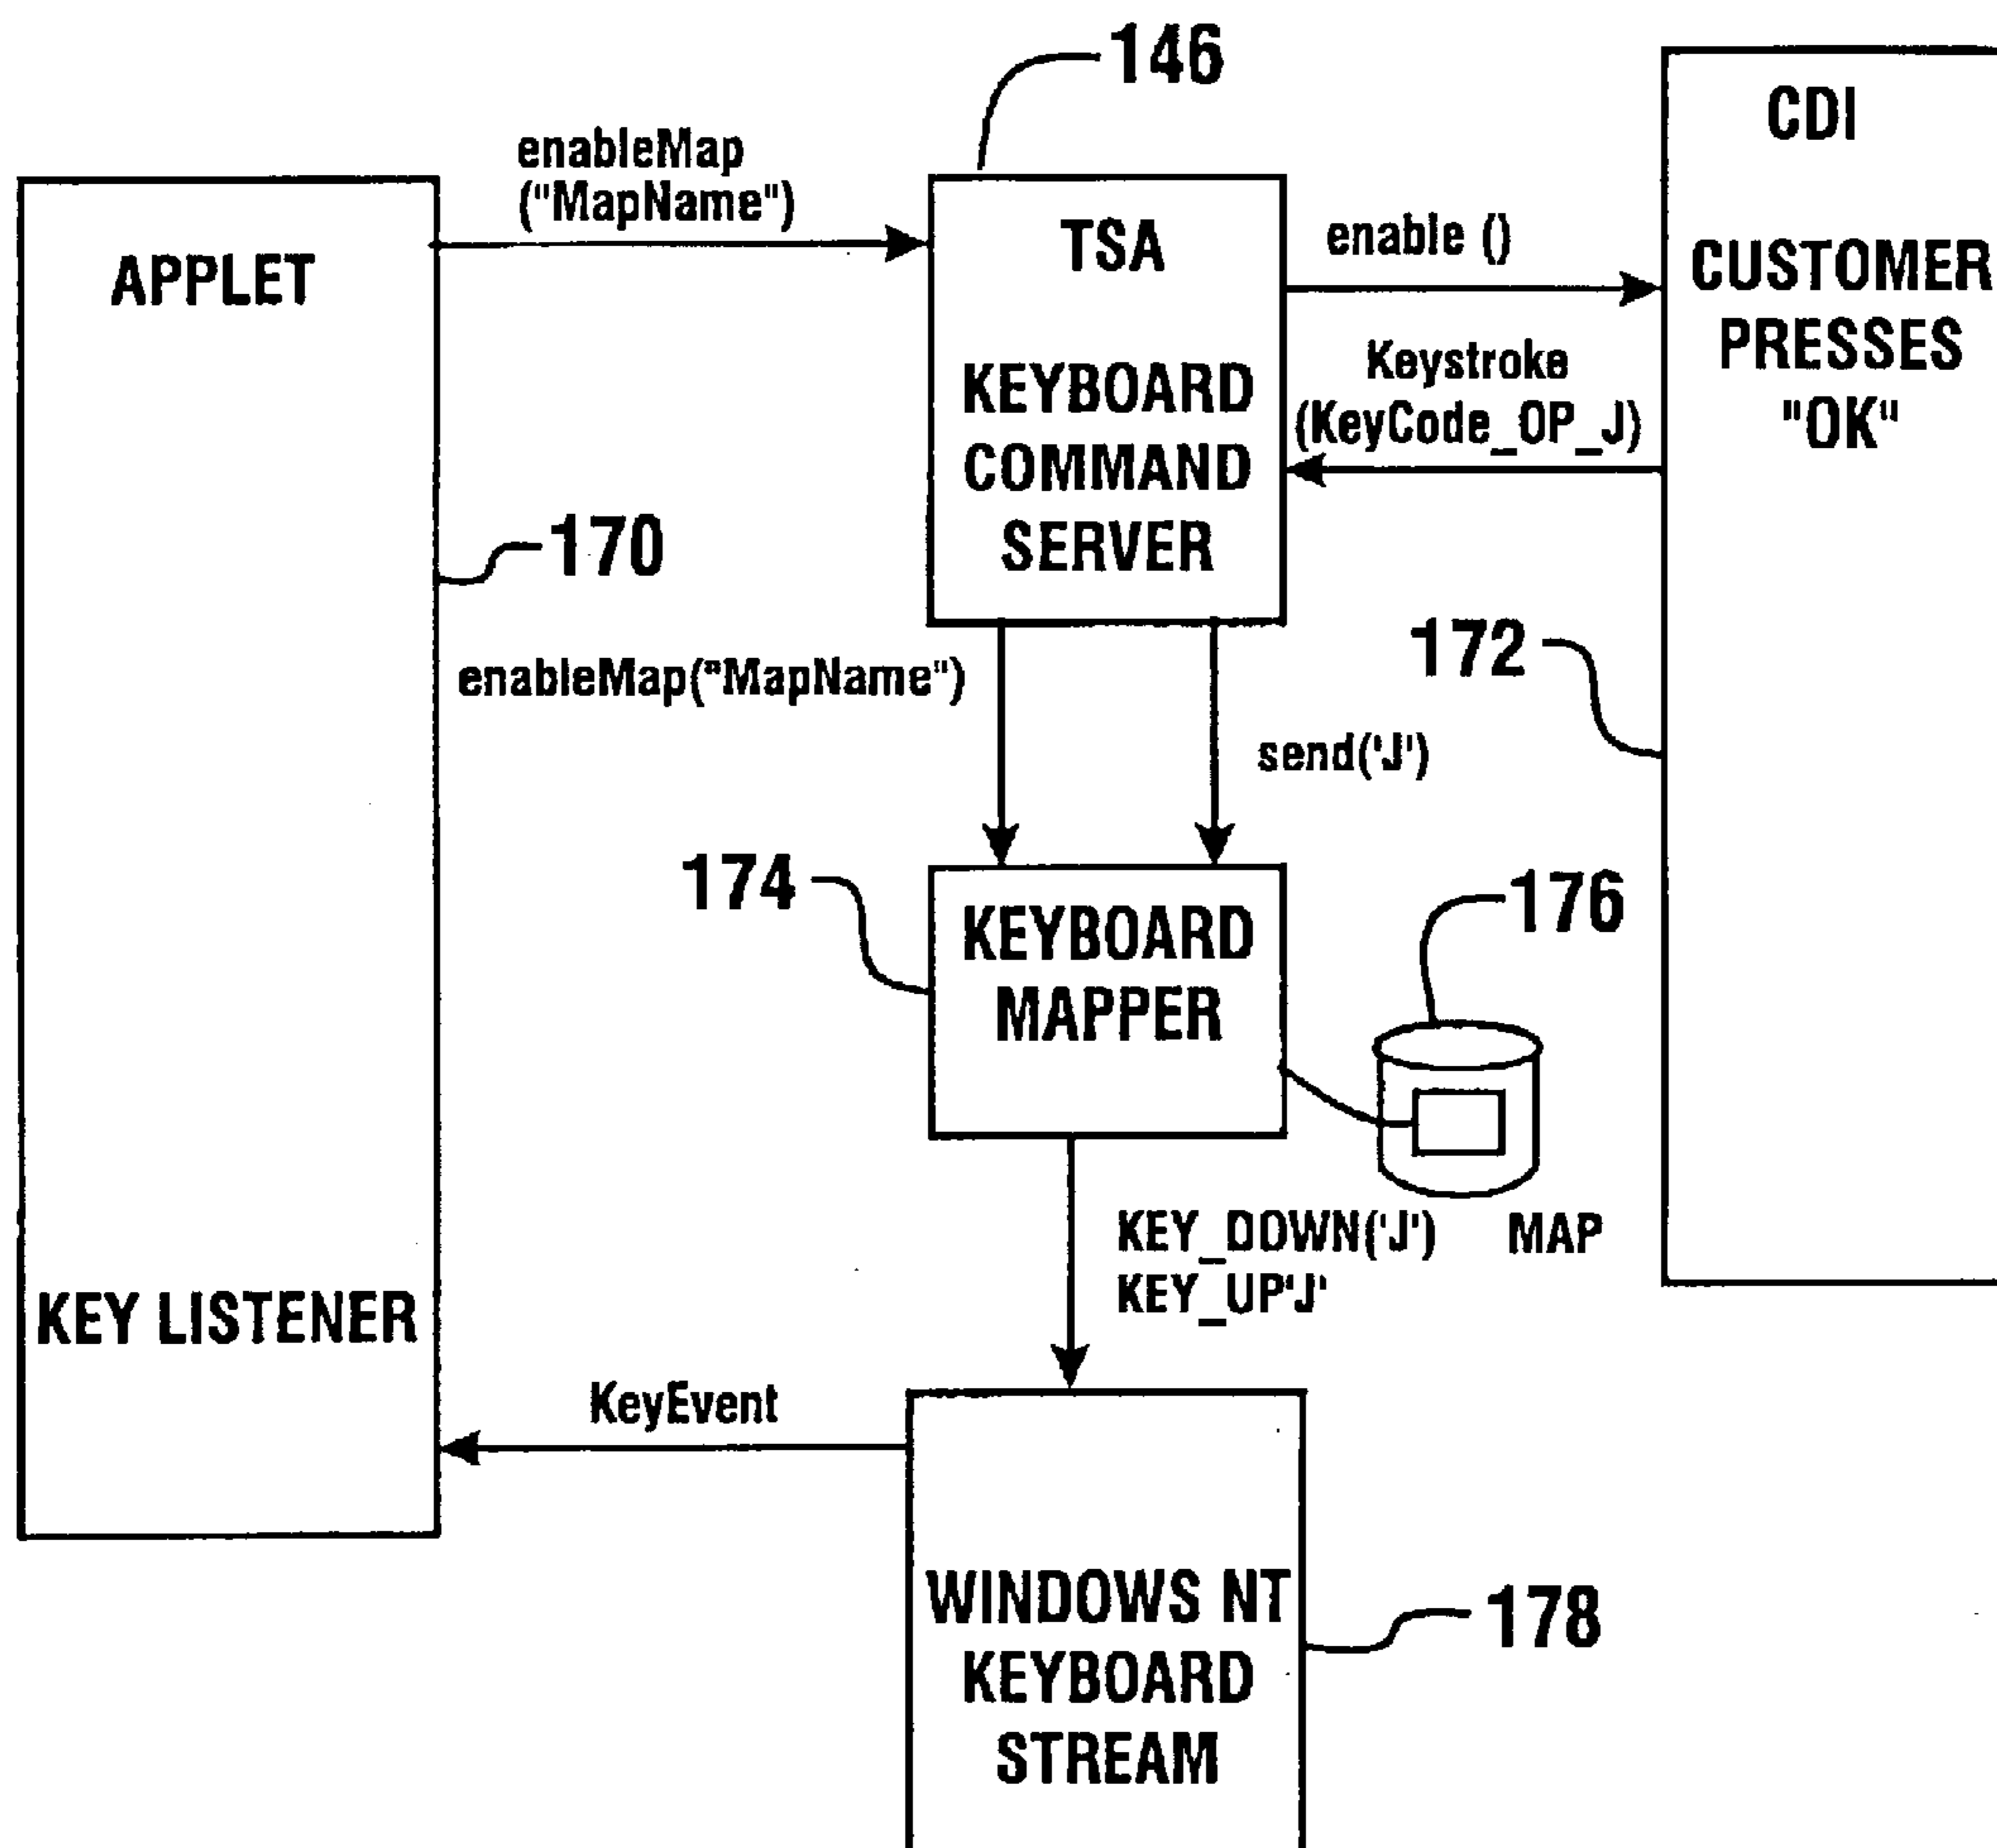 146
CDI
enableMap
("MapName")
APPLET
TSA
enable ()
CUSTOMER
PRESSES
"OK"
KEYBOARD
COMMAND
SERVER
Keystroke
(KeyCode_OP_J)
170
172
enableMap("MapName")
send('J')
174
KEYBOARD
MAPPER
176
KEY_DOWN('J')
KEY_UP'J'
MAP
KEY LISTENER
KeyEvent
WINDOWS NT
KEYBOARD
STREAM
178